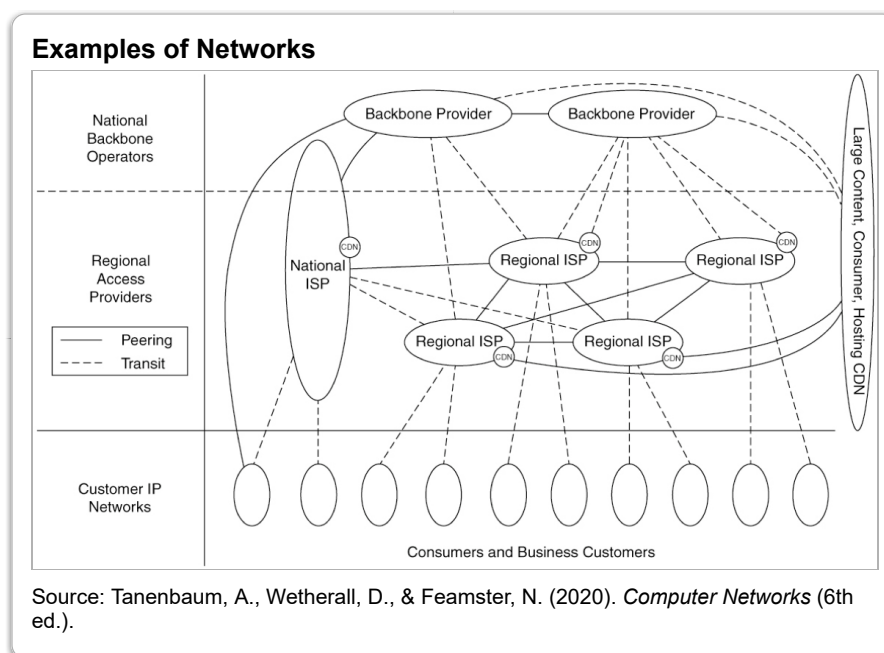 Examples of Networks
National
Backbone
Operators
Backbone Provider
Backbone Provider
Large Content, Consumer, Hosting CDN
Regional
Access
Providers
National
ISP
CDN
Regional ISP
CDN
Regional ISP
CDN
Regional ISP
CDN
Regional ISP
CDN
Peering
Transit
Customer IP
Networks
Consumers and Business Customers
Source: Tanenbaum, A., Wetherall, D., & Feamster, N. (2020). Computer Networks (6th
ed.).